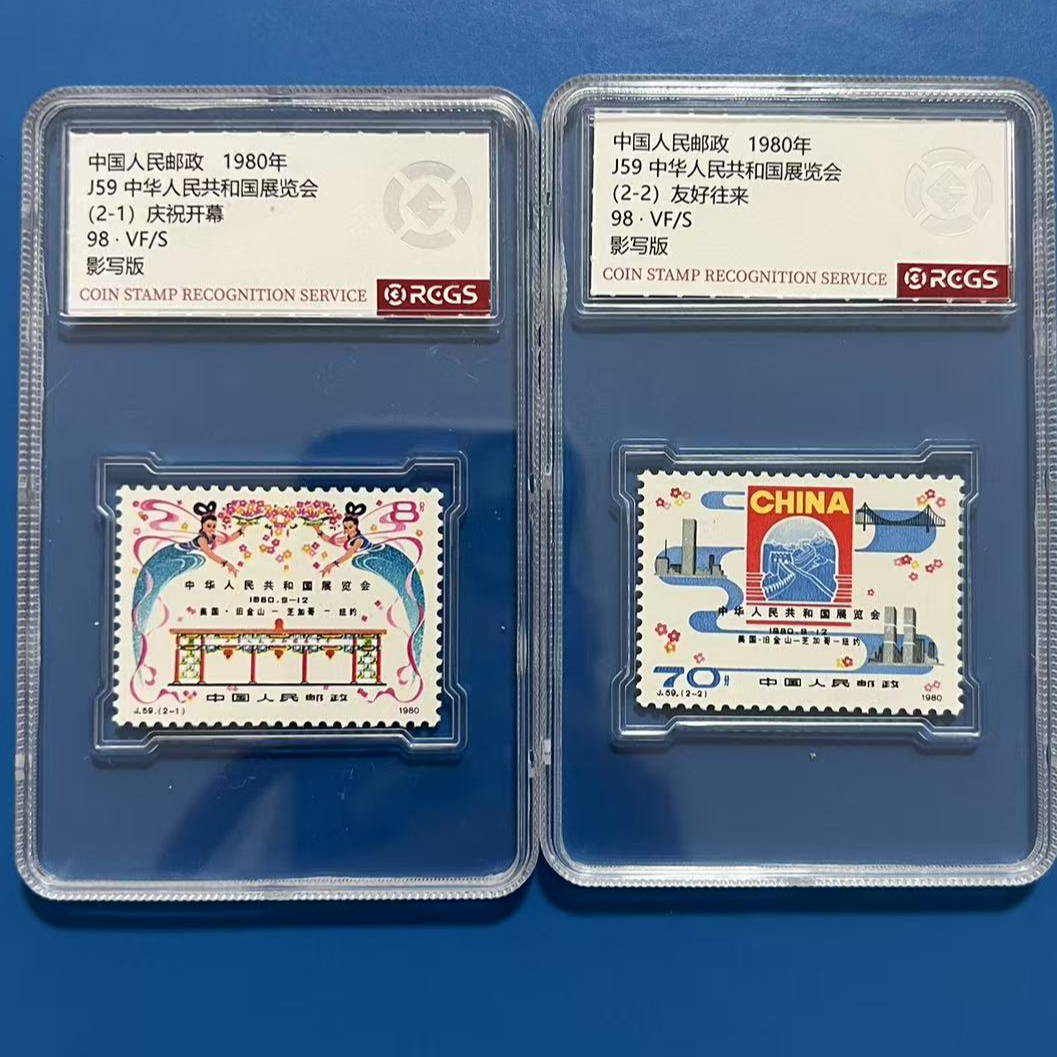 中国人民邮政 1980年
J59 中华人民共和国展览会
(2-1) 庆祝开幕
98 · VF/S
影写版
COIN STAMP RECOGNITION SERVICE
RCGS
8分
中华人民共和国展览会
1980.9-12
美国·旧金山—芝加哥—纽约
中国人民邮政
J.59.(2-1)
1980
中国人民邮政 1980年
J59 中华人民共和国展览会
(2-2) 友好往来
98 · VF/S
影写版
COIN STAMP RECOGNITION SERVICE
RCGS
CHINA
中华人民共和国展览会
1980.9-12
美国·旧金山—芝加哥—纽约
70分
中国人民邮政
J.59.(2-2)
1980